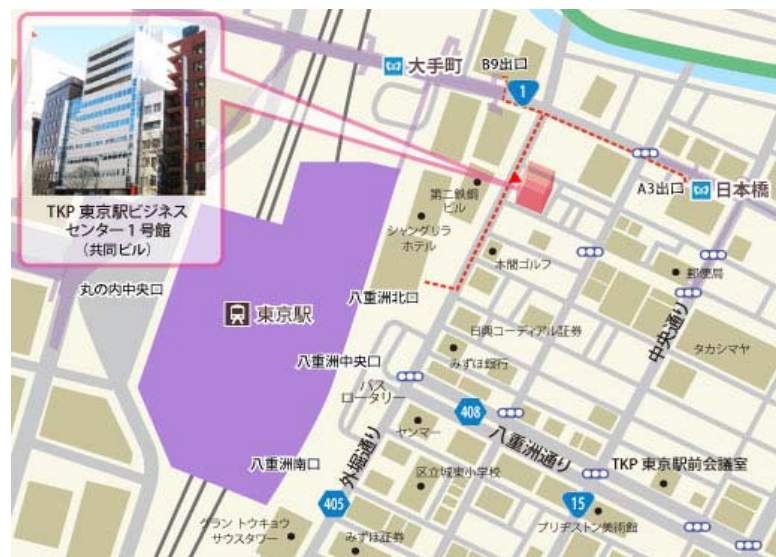 大手町
B9出口
1
日本橋
A3出口
TKP 東京駅ビジネス
センター1号館
(共同ビル)
第二鉄鋼
ビル
シャングリラ
ホテル
本間ゴルフ
郵便局
丸の内中央口
八重洲北口
東京駅
日興コーディアル証券
中央通り
タカシマヤ
八重洲中央口
みずほ銀行
バス
ロータリー
408
ヤンマー
八重洲通り
外堀通り
八重洲南口
区立城東小学校
TKP 東京駅前会議室
405
15
グラントウキョウ
サウスタワー
みずほ証券
ブリヂストン美術館